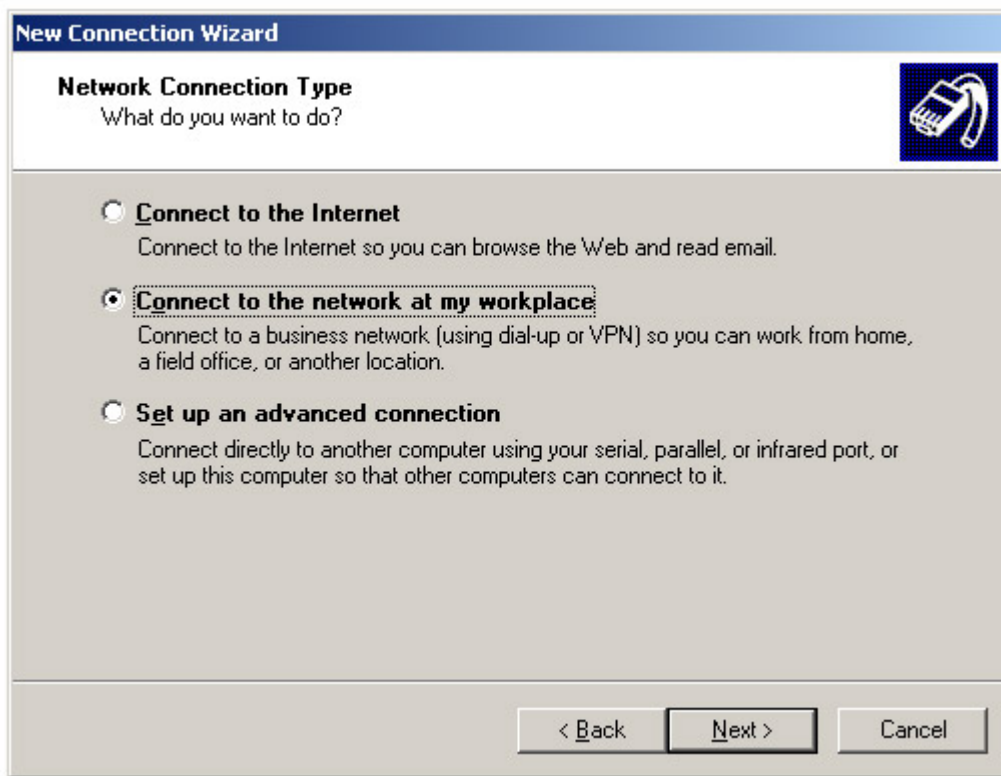 New Connection Wizard
Network Connection Type
What do you want to do?
Connect to the Internet
Connect to the Internet so you can browse the Web and read email.
Connect to the network at my workplace
Connect to a business network (using dial-up or VPN) so you can work from home,
a field office, or another location.
Set up an advanced connection
Connect directly to another computer using your serial, parallel, or infrared port, or
set up this computer so that other computers can connect to it.
< Back Next > Cancel